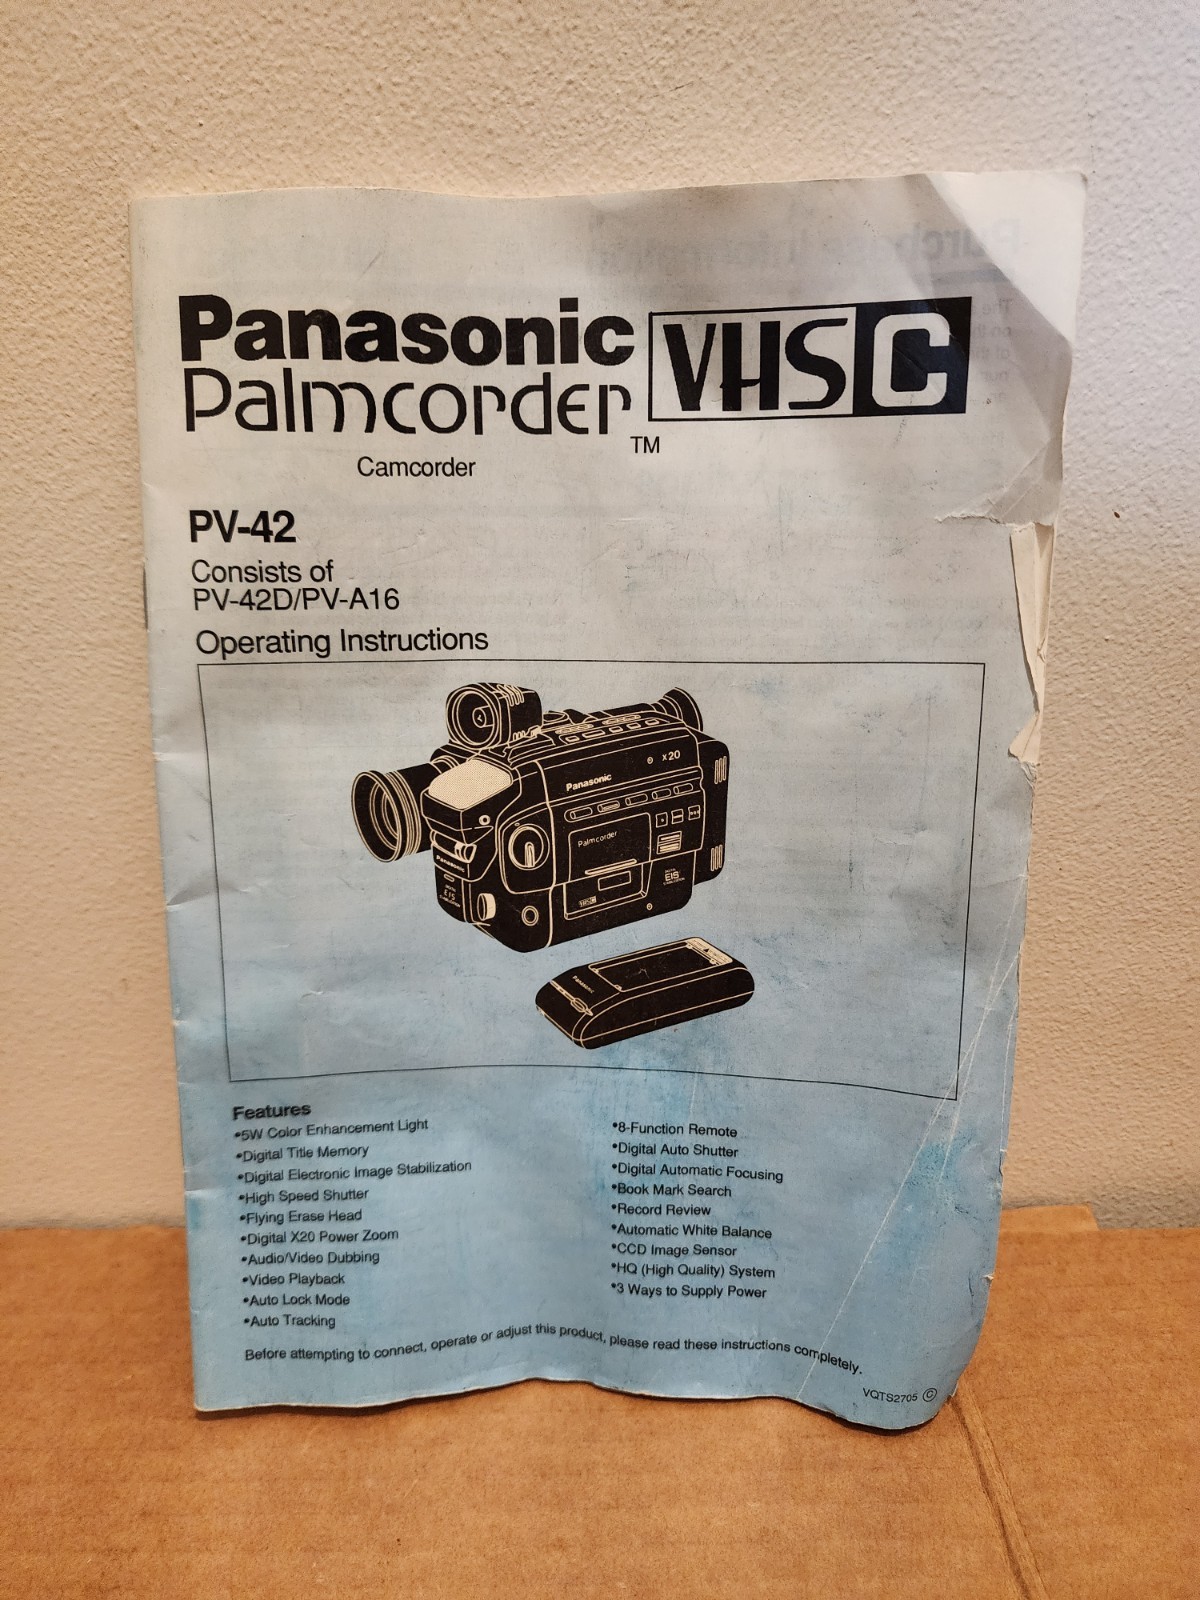 Panasonic
Palmcorder
TM
VHS C
Camcorder
PV-42
Consists of
PV-42D/PV-A16
Operating Instructions
Panasonic
x20
Palmcorder
Panasonic
EIS
EIS
VHS C
Panasonic
Features
•5W Color Enhancement Light
•Digital Title Memory
•Digital Electronic Image Stabilization
•High Speed Shutter
•Flying Erase Head
•Digital X20 Power Zoom
•Audio/Video Dubbing
•Video Playback
•Auto Lock Mode
•Auto Tracking
•8-Function Remote
•Digital Auto Shutter
•Digital Automatic Focusing
•Book Mark Search
•Record Review
•Automatic White Balance
•CCD Image Sensor
•HQ (High Quality) System
•3 Ways to Supply Power
Before attempting to connect, operate or adjust this product, please read these instructions completely.
VQTS2705 ©